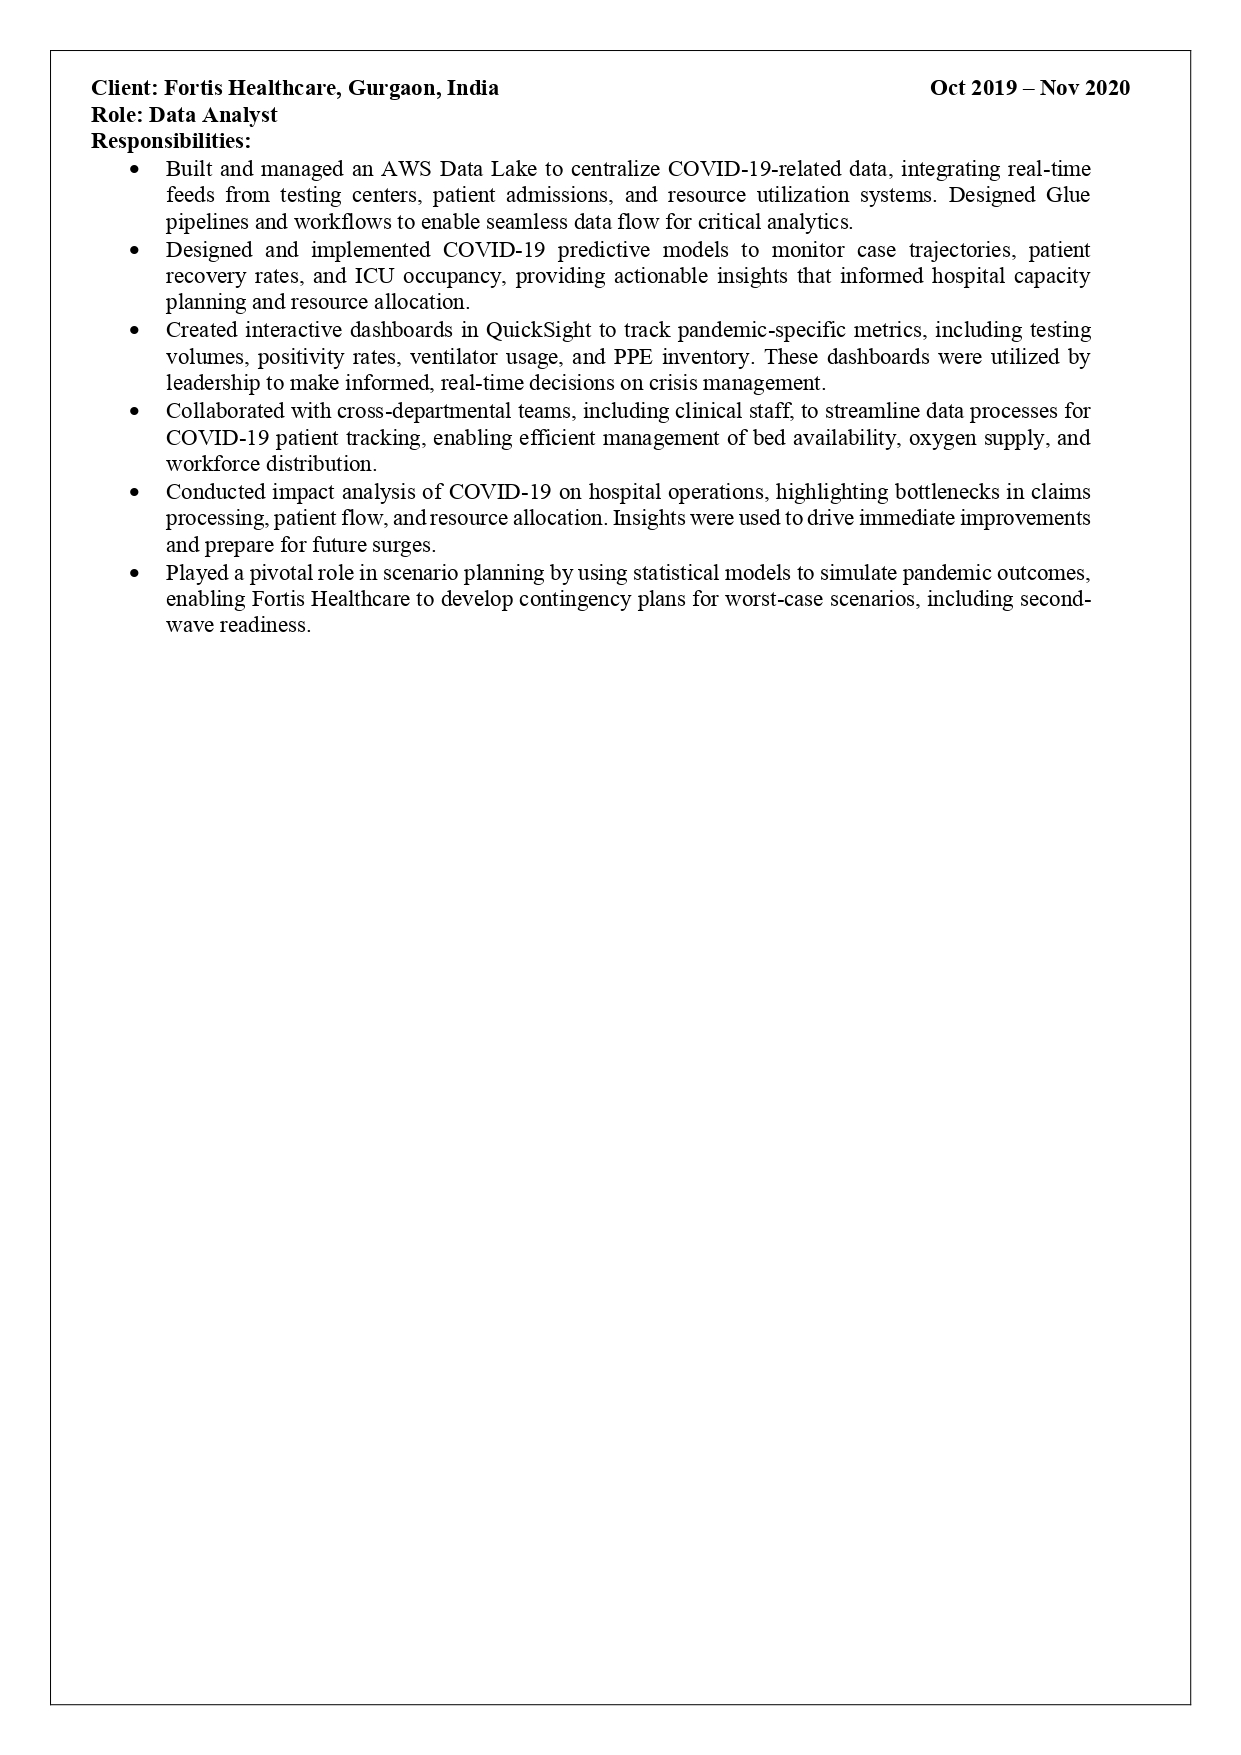 Client: Fortis Healthcare, Gurgaon, India Oct 2019 – Nov 2020
Role: Data Analyst
Responsibilities:
• Built and managed an AWS Data Lake to centralize COVID-19-related data, integrating real-time
feeds from testing centers, patient admissions, and resource utilization systems. Designed Glue
pipelines and workflows to enable seamless data flow for critical analytics.
• Designed and implemented COVID-19 predictive models to monitor case trajectories, patient
recovery rates, and ICU occupancy, providing actionable insights that informed hospital capacity
planning and resource allocation.
• Created interactive dashboards in QuickSight to track pandemic-specific metrics, including testing
volumes, positivity rates, ventilator usage, and PPE inventory. These dashboards were utilized by
leadership to make informed, real-time decisions on crisis management.
• Collaborated with cross-departmental teams, including clinical staff, to streamline data processes for
COVID-19 patient tracking, enabling efficient management of bed availability, oxygen supply, and
workforce distribution.
• Conducted impact analysis of COVID-19 on hospital operations, highlighting bottlenecks in claims
processing, patient flow, and resource allocation. Insights were used to drive immediate improvements
and prepare for future surges.
• Played a pivotal role in scenario planning by using statistical models to simulate pandemic outcomes,
enabling Fortis Healthcare to develop contingency plans for worst-case scenarios, including second-
wave readiness.